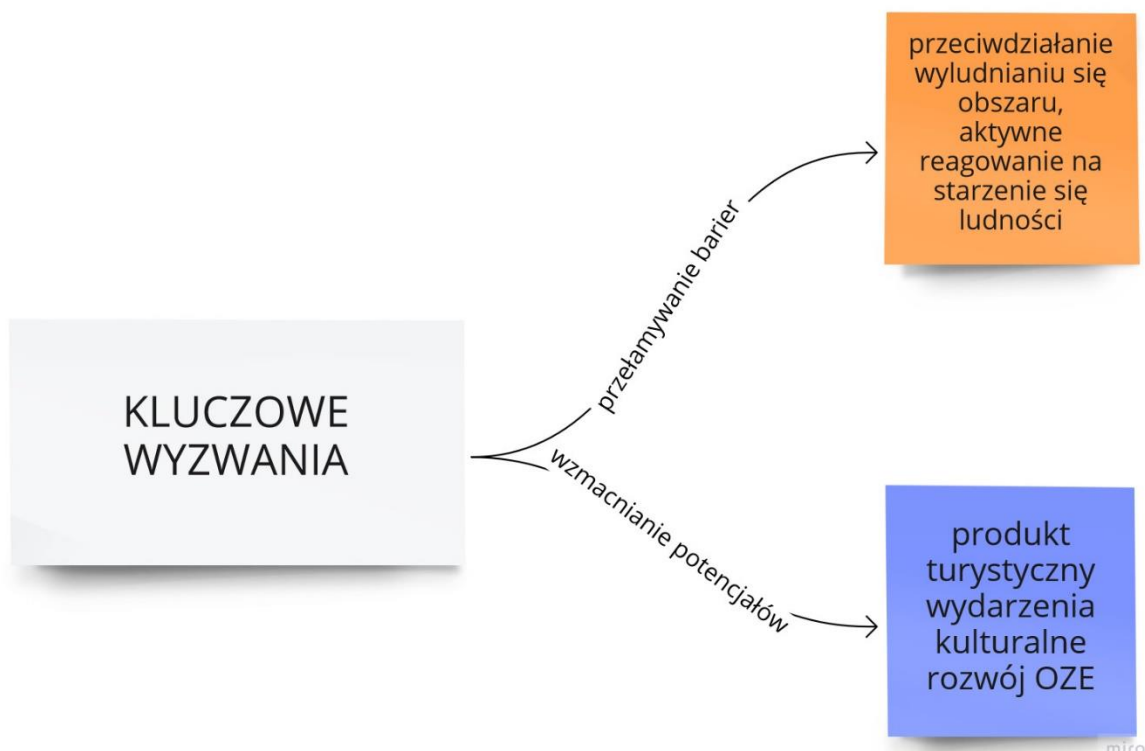 przeciwdziałanie
wyludnianiu się
obszaru,
aktywne
reagowanie na
starzenie się
ludności
przełamywanie barier
KLUCZOWE
WYZWANIA
wzmacnianie potencjałów
produkt
turystyczny
wydarzenia
kulturalne
rozwój OZE
miro